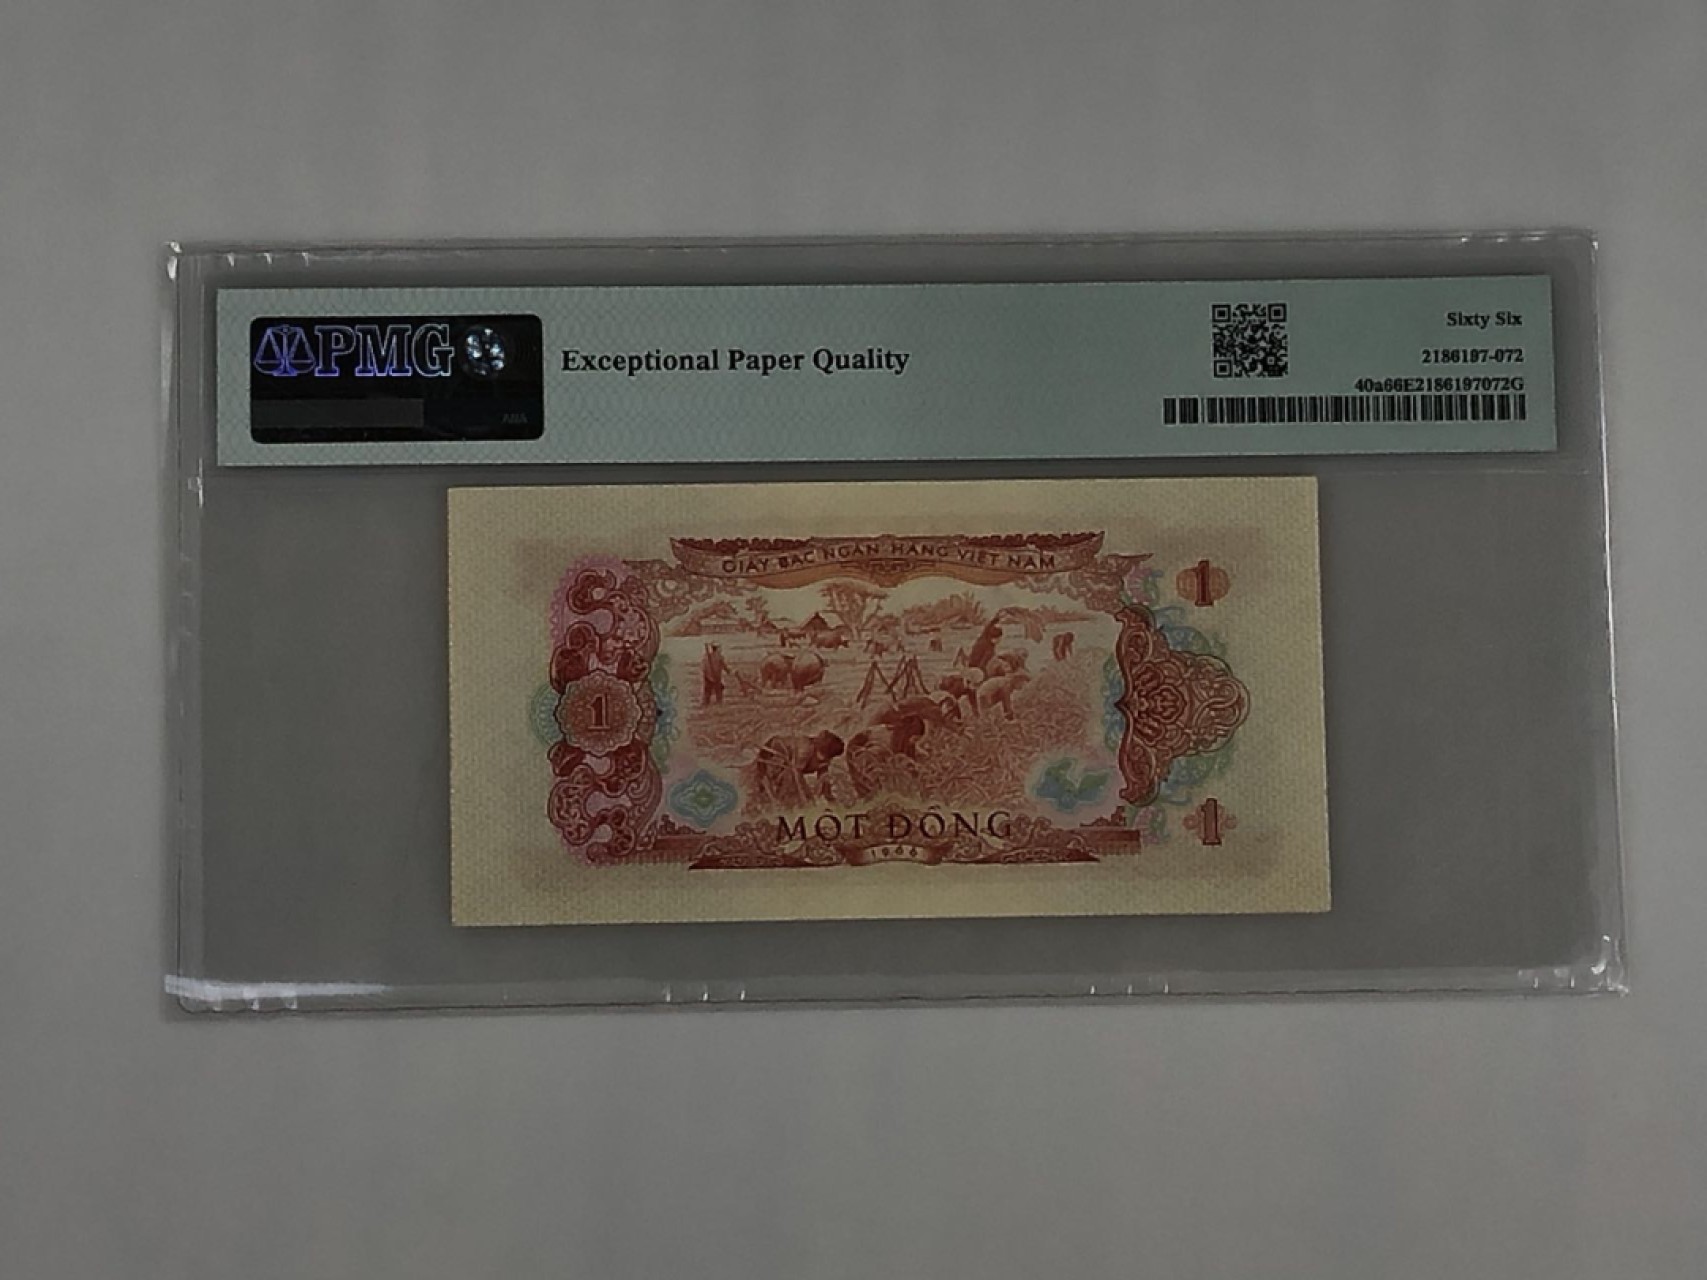 PMG
Exceptional Paper Quality
Sixty Six
2186197-072
40a66E2186197072G
GIẤY BẠC NGÂN HÀNG VIỆT NAM
1
1
MỘT ĐỒNG
1966
1